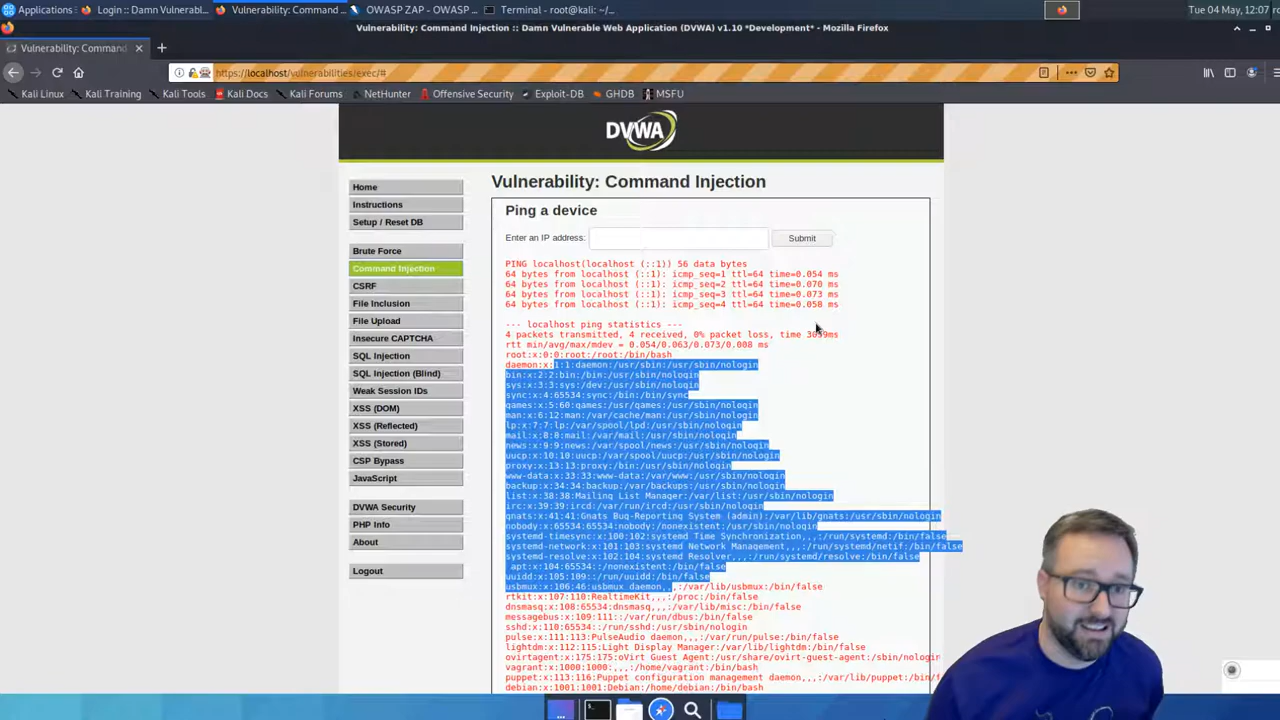 Applications
Login :: Damn Vulnerabl...
Vulnerability: Command ...
OWASP ZAP - OWASP ...
Terminal - root@kali: ~/...
Tue 04 May, 12:07
Vulnerability: Command Injection :: Damn Vulnerable Web Application (DVWA) v1.10 *Development* - Mozilla Firefox
Vulnerability: Command
https://localhost/vulnerabilities/exec/#
Kali Linux
Kali Training
Kali Tools
Kali Docs
Kali Forums
NetHunter
Offensive Security
Exploit-DB
GHDB
MSFU
DVWA
Home
Instructions
Setup / Reset DB
Brute Force
Command Injection
CSRF
File Inclusion
File Upload
Insecure CAPTCHA
SQL Injection
SQL Injection (Blind)
Weak Session IDs
XSS (DOM)
XSS (Reflected)
XSS (Stored)
CSP Bypass
JavaScript
DVWA Security
PHP Info
About
Logout
Vulnerability: Command Injection
Ping a device
Enter an IP address:
Submit
PING localhost(localhost (::1)) 56 data bytes
64 bytes from localhost (::1): icmp_seq=1 ttl=64 time=0.054 ms
64 bytes from localhost (::1): icmp_seq=2 ttl=64 time=0.070 ms
64 bytes from localhost (::1): icmp_seq=3 ttl=64 time=0.073 ms
64 bytes from localhost (::1): icmp_seq=4 ttl=64 time=0.058 ms
--- localhost ping statistics ---
4 packets transmitted, 4 received, 0% packet loss, time
rtt min/avg/max/mdev = 0.054/0.063/0.073/0.008 ms
root:x:0:0:root:/root:/bin/bash
daemon:x:1:1:daemon:/usr/sbin:/usr/sbin/nologin
bin:x:2:2:bin:/bin:/usr/sbin/nologin
sys:x:3:3:sys:/dev:/usr/sbin/nologin
sync:x:4:65534:sync:/bin:/bin/sync
games:x:5:60:games:/usr/games:/usr/sbin/nologin
man:x:6:12:man:/var/cache/man:/usr/sbin/nologin
lp:x:7:7:lp:/var/spool/lpd:/usr/sbin/nologin
mail:x:8:8:mail:/var/mail:/usr/sbin/nologin
news:x:9:9:news:/var/spool/news:/usr/sbin/nologin
uucp:x:10:10:uucp:/var/spool/uucp:/usr/sbin/nologin
proxy:x:13:13:proxy:/bin:/usr/sbin/nologin
www-data:x:33:33:www-data:/var/www:/usr/sbin/nologin
backup:x:34:34:backup:/var/backups:/usr/sbin/nologin
list:x:38:38:Mailing List Manager:/var/list:/usr/sbin/nologin
irc:x:39:39:ircd:/var/run/ircd:/usr/sbin/nologin
gnats:x:41:41:Gnats Bug-Reporting System (admin):/var/lib/gnats:/usr/sbin/nologin
nobody:x:65534:65534:nobody:/nonexistent:/usr/sbin/nologin
systemd-timesync:x:100:102:systemd Time Synchronization,,,:/run/systemd:/bin/false
systemd-network:x:101:103:systemd Network Management,,,:/run/systemd/netif:/bin/false
systemd-resolve:x:102:104:systemd Resolver,,,:/run/systemd/resolve:/bin/false
_apt:x:104:65534::/nonexistent:/bin/false
uuidd:x:105:109::/run/uuidd:/bin/false
usbmux:x:106:46:usbmux daemon,,,:/var/lib/usbmux:/bin/false
rtkit:x:107:110:RealtimeKit,,,:/proc:/bin/false
dnsmasq:x:108:65534:dnsmasq,,,:/var/lib/misc:/bin/false
messagebus:x:109:111::/var/run/dbus:/bin/false
sshd:x:110:65534::/run/sshd:/usr/sbin/nologin
pulse:x:111:113:PulseAudio daemon,,,:/var/run/pulse:/bin/false
lightdm:x:112:115:Light Display Manager:/var/lib/lightdm:/bin/false
ovirtagent:x:175:175:oVirt Guest Agent:/usr/share/ovirt-guest-agent:/sbin/nologin
vagrant:x:1000:1000:,,,:/home/vagrant:/bin/bash
puppet:x:113:116:Puppet configuration management daemon,,,:/var/lib/puppet:/bin/
debian:x:1001:1001:Debian:/home/debian:/bin/bash